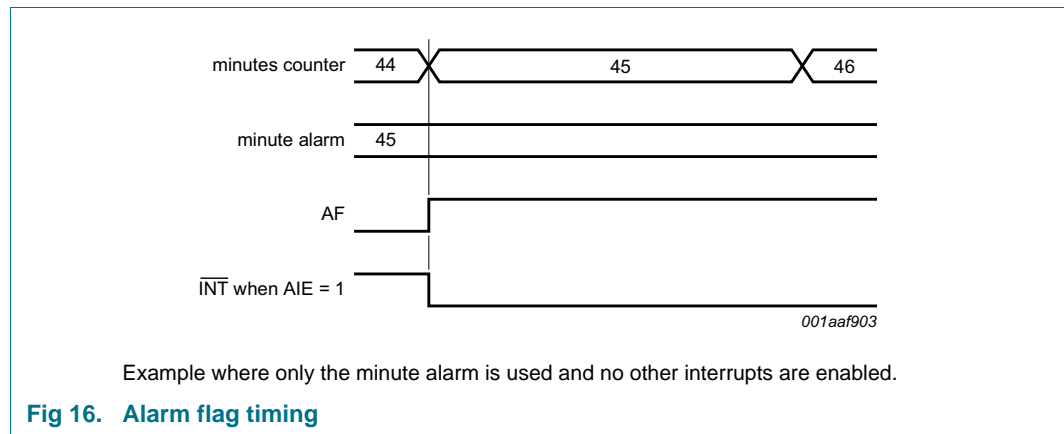 minutes counter 44 45 46
minute alarm 45
AF
INT when AIE = 1
001aaf903
Example where only the minute alarm is used and no other interrupts are enabled.
Fig 16. Alarm flag timing